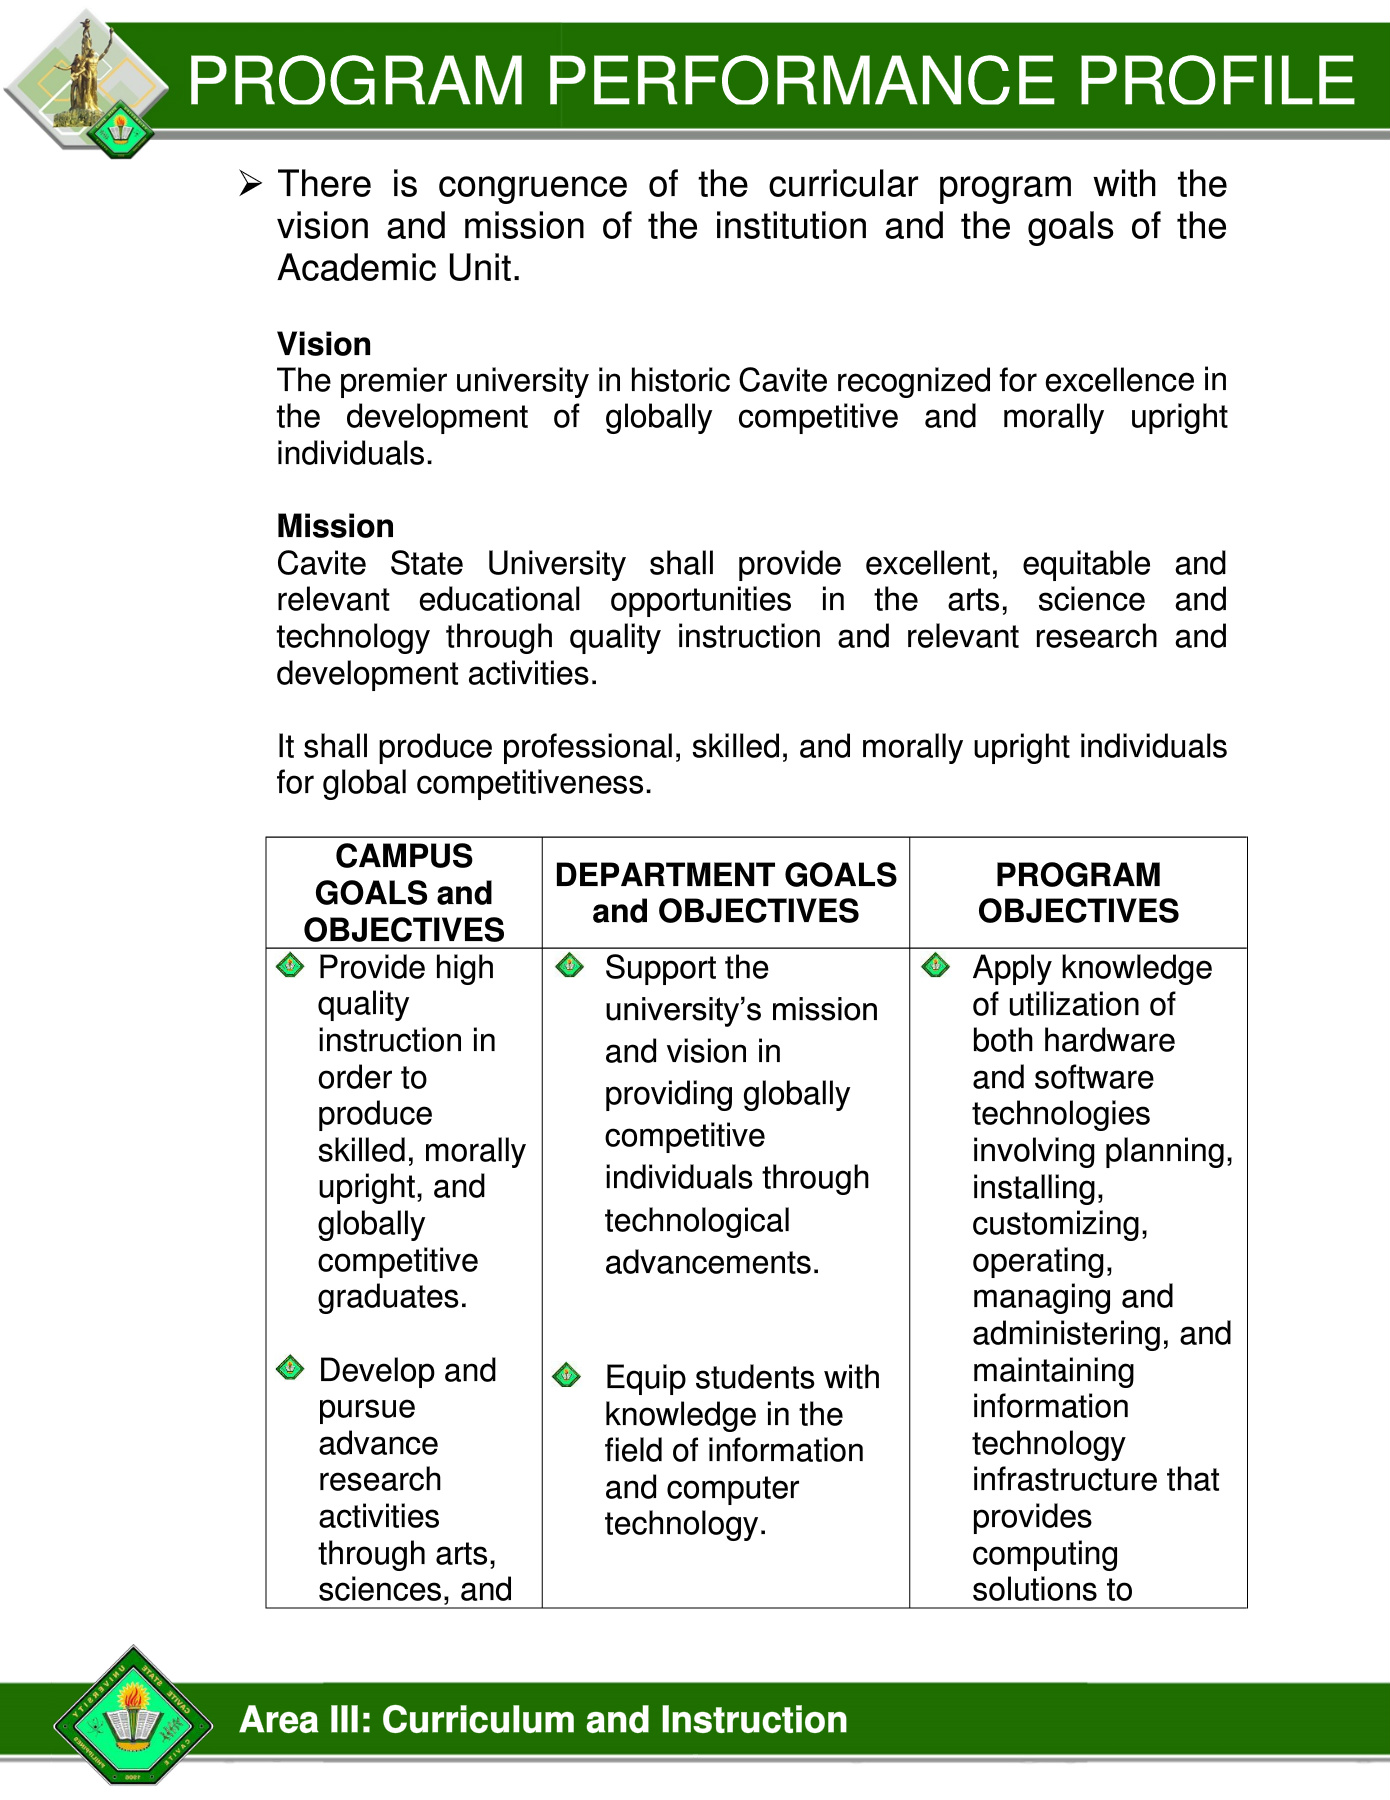 PROGRAM PERFORMANCE PROFILE
➢ There is congruence of the curricular program with the
vision and mission of the institution and the goals of the
Academic Unit.
Vision
The premier university in historic Cavite recognized for excellence in
the development of globally competitive and morally upright
individuals.
Mission
Cavite State University shall provide excellent, equitable and
relevant educational opportunities in the arts, science and
technology through quality instruction and relevant research and
development activities.
It shall produce professional, skilled, and morally upright individuals
for global competitiveness.
CAMPUS
GOALS and
OBJECTIVES
DEPARTMENT GOALS
and OBJECTIVES
PROGRAM
OBJECTIVES
Provide high
quality
instruction in
order to
produce
skilled, morally
upright, and
globally
competitive
graduates.
Develop and
pursue
advance
research
activities
through arts,
sciences, and
Support the
university’s mission
and vision in
providing globally
competitive
individuals through
technological
advancements.
Equip students with
knowledge in the
field of information
and computer
technology.
Apply knowledge
of utilization of
both hardware
and software
technologies
involving planning,
installing,
customizing,
operating,
managing and
administering, and
maintaining
information
technology
infrastructure that
provides
computing
solutions to
CAVITE STATE UNIVERSITY
CAVITE
PHILIPPINES
Area III: Curriculum and Instruction